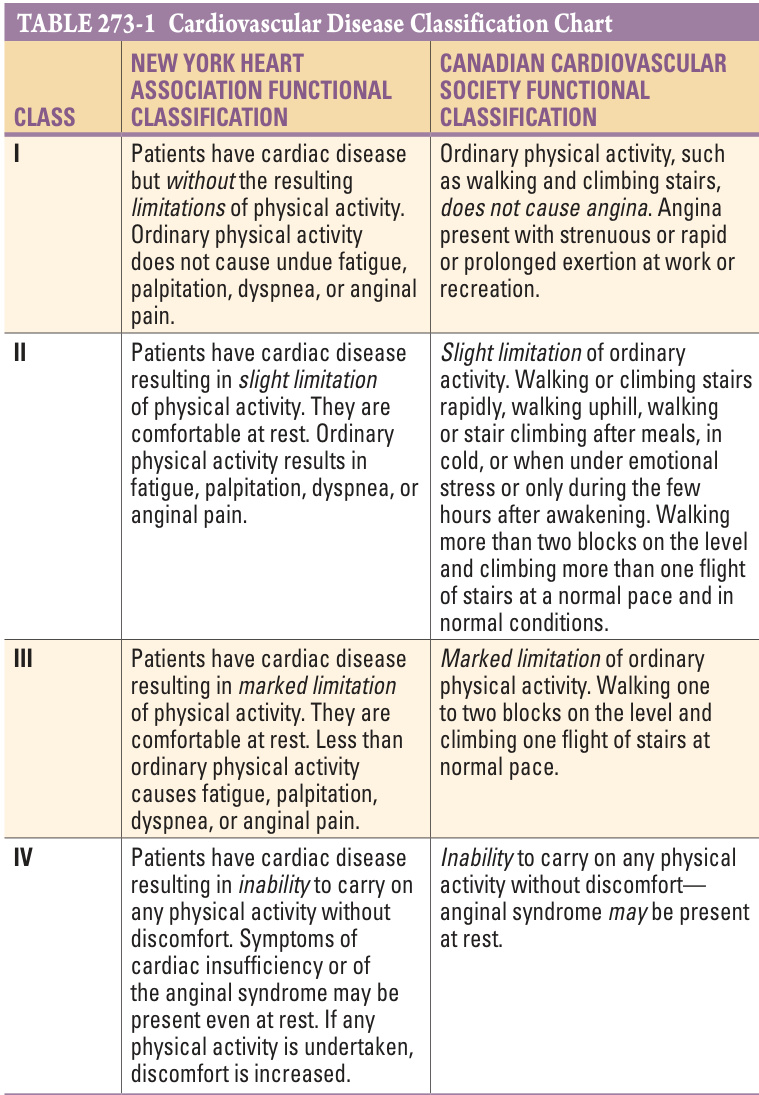 TABLE 273-1 Cardiovascular Disease Classification Chart
CLASS
NEW YORK HEART
ASSOCIATION FUNCTIONAL
CLASSIFICATION
CANADIAN CARDIOVASCULAR
SOCIETY FUNCTIONAL
CLASSIFICATION
I
Patients have cardiac disease
but without the resulting
limitations of physical activity.
Ordinary physical activity
does not cause undue fatigue,
palpitation, dyspnea, or anginal
pain.
Ordinary physical activity, such
as walking and climbing stairs,
does not cause angina. Angina
present with strenuous or rapid
or prolonged exertion at work or
recreation.
II
Patients have cardiac disease
resulting in slight limitation
of physical activity. They are
comfortable at rest. Ordinary
physical activity results in
fatigue, palpitation, dyspnea, or
anginal pain.
Slight limitation of ordinary
activity. Walking or climbing stairs
rapidly, walking uphill, walking
or stair climbing after meals, in
cold, or when under emotional
stress or only during the few
hours after awakening. Walking
more than two blocks on the level
and climbing more than one flight
of stairs at a normal pace and in
normal conditions.
III
Patients have cardiac disease
resulting in marked limitation
of physical activity. They are
comfortable at rest. Less than
ordinary physical activity
causes fatigue, palpitation,
dyspnea, or anginal pain.
Marked limitation of ordinary
physical activity. Walking one
to two blocks on the level and
climbing one flight of stairs at
normal pace.
IV
Patients have cardiac disease
resulting in inability to carry on
any physical activity without
discomfort. Symptoms of
cardiac insufficiency or of
the anginal syndrome may be
present even at rest. If any
physical activity is undertaken,
discomfort is increased.
Inability to carry on any physical
activity without discomfort—
anginal syndrome may be present
at rest.